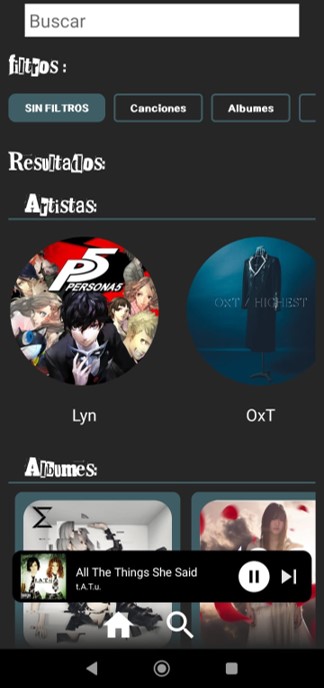 Buscar
filtros :
SIN FILTROS
Canciones
Albumes
Resultados:
Artistas:
P5
PERSONA5
OxT / HIGHEST
Lyn
OxT
Albumes:
Σ
t.A.T.u.
All The Things She Said
t.A.T.u.